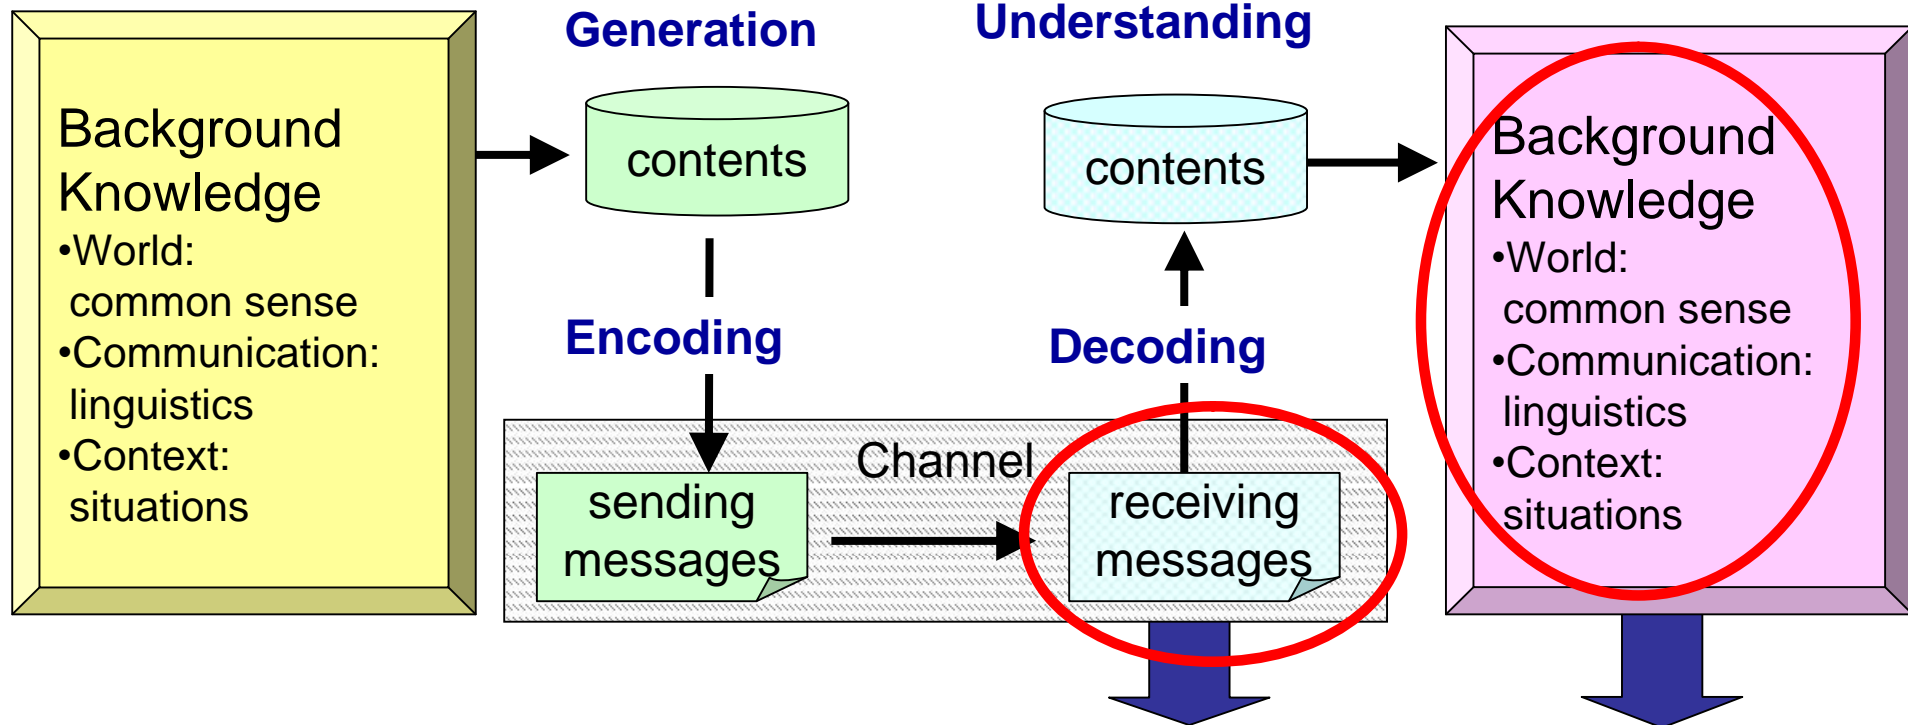 Generation
Understanding
Background
Knowledge
•World:
common sense
•Communication:
linguistics
•Context:
situations
contents
contents
Encoding
Decoding
Channel
sending
messages
receiving
messages
Background
Knowledge
•World:
common sense
•Communication:
linguistics
•Context:
situations